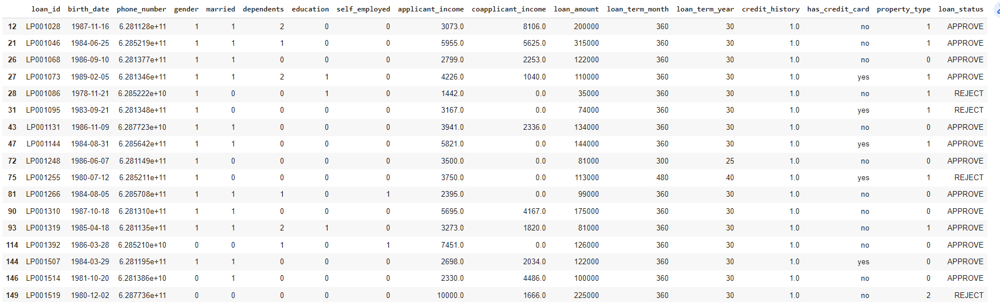 loan_id birth_date phone_number gender married dependents education self_employed applicant_income coapplicant_income loan_amount loan_term_month loan_term_year credit_history has_credit_card property_type loan_status
12 LP001028 1987-11-16 6.281128e+11 1 1 2 0 0 3073.0 8106.0 200000 360 30 1.0 no 1 APPROVE
21 LP001046 1984-06-25 6.285219e+11 1 1 1 0 0 5955.0 5625.0 315000 360 30 1.0 no 1 APPROVE
26 LP001068 1986-09-10 6.281377e+11 1 1 0 0 0 2799.0 2253.0 122000 360 30 1.0 no 0 APPROVE
27 LP001073 1989-02-05 6.281346e+11 1 1 2 1 0 4226.0 1040.0 110000 360 30 1.0 yes 1 APPROVE
28 LP001086 1978-11-21 6.285222e+10 1 0 0 1 0 1442.0 0.0 35000 360 30 1.0 no 1 REJECT
31 LP001095 1983-09-21 6.281348e+11 1 0 0 0 0 3167.0 0.0 74000 360 30 1.0 yes 1 REJECT
43 LP001131 1986-11-09 6.287723e+10 1 1 0 0 0 3941.0 2336.0 134000 360 30 1.0 no 0 APPROVE
47 LP001144 1984-08-31 6.285642e+11 1 1 0 0 0 5821.0 0.0 144000 360 30 1.0 yes 1 APPROVE
72 LP001248 1986-06-07 6.281149e+11 1 0 0 0 0 3500.0 0.0 81000 300 25 1.0 no 0 APPROVE
75 LP001255 1980-07-12 6.285211e+11 1 0 0 0 0 3750.0 0.0 113000 480 40 1.0 yes 1 REJECT
81 LP001266 1984-08-05 6.285708e+11 1 1 1 0 1 2395.0 0.0 99000 360 30 1.0 no 0 APPROVE
90 LP001310 1987-10-18 6.281310e+11 1 1 0 0 0 5695.0 4167.0 175000 360 30 1.0 no 0 APPROVE
93 LP001319 1985-04-18 6.281135e+11 1 1 2 1 0 3273.0 1820.0 81000 360 30 1.0 no 1 APPROVE
114 LP001392 1986-03-28 6.285210e+10 0 0 1 0 1 7451.0 0.0 126000 360 30 1.0 no 0 APPROVE
144 LP001507 1984-03-29 6.281195e+11 1 1 0 0 0 2698.0 2034.0 122000 360 30 1.0 yes 0 APPROVE
146 LP001514 1981-10-20 6.281386e+10 0 1 0 0 0 2330.0 4486.0 100000 360 30 1.0 no 0 APPROVE
149 LP001519 1980-12-02 6.287736e+11 0 0 0 0 0 10000.0 1666.0 225000 360 30 1.0 no 2 REJECT